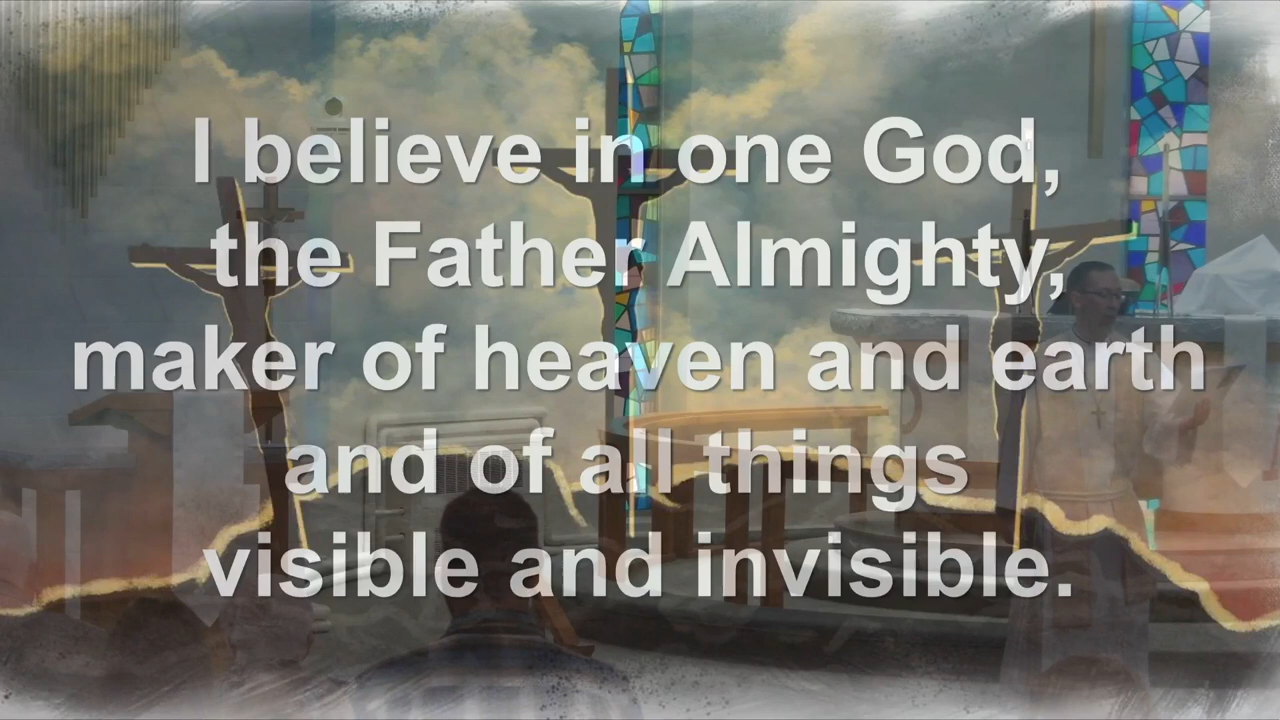 I believe in one God,
the Father Almighty,
maker of heaven and earth
and of all things
visible and invisible.